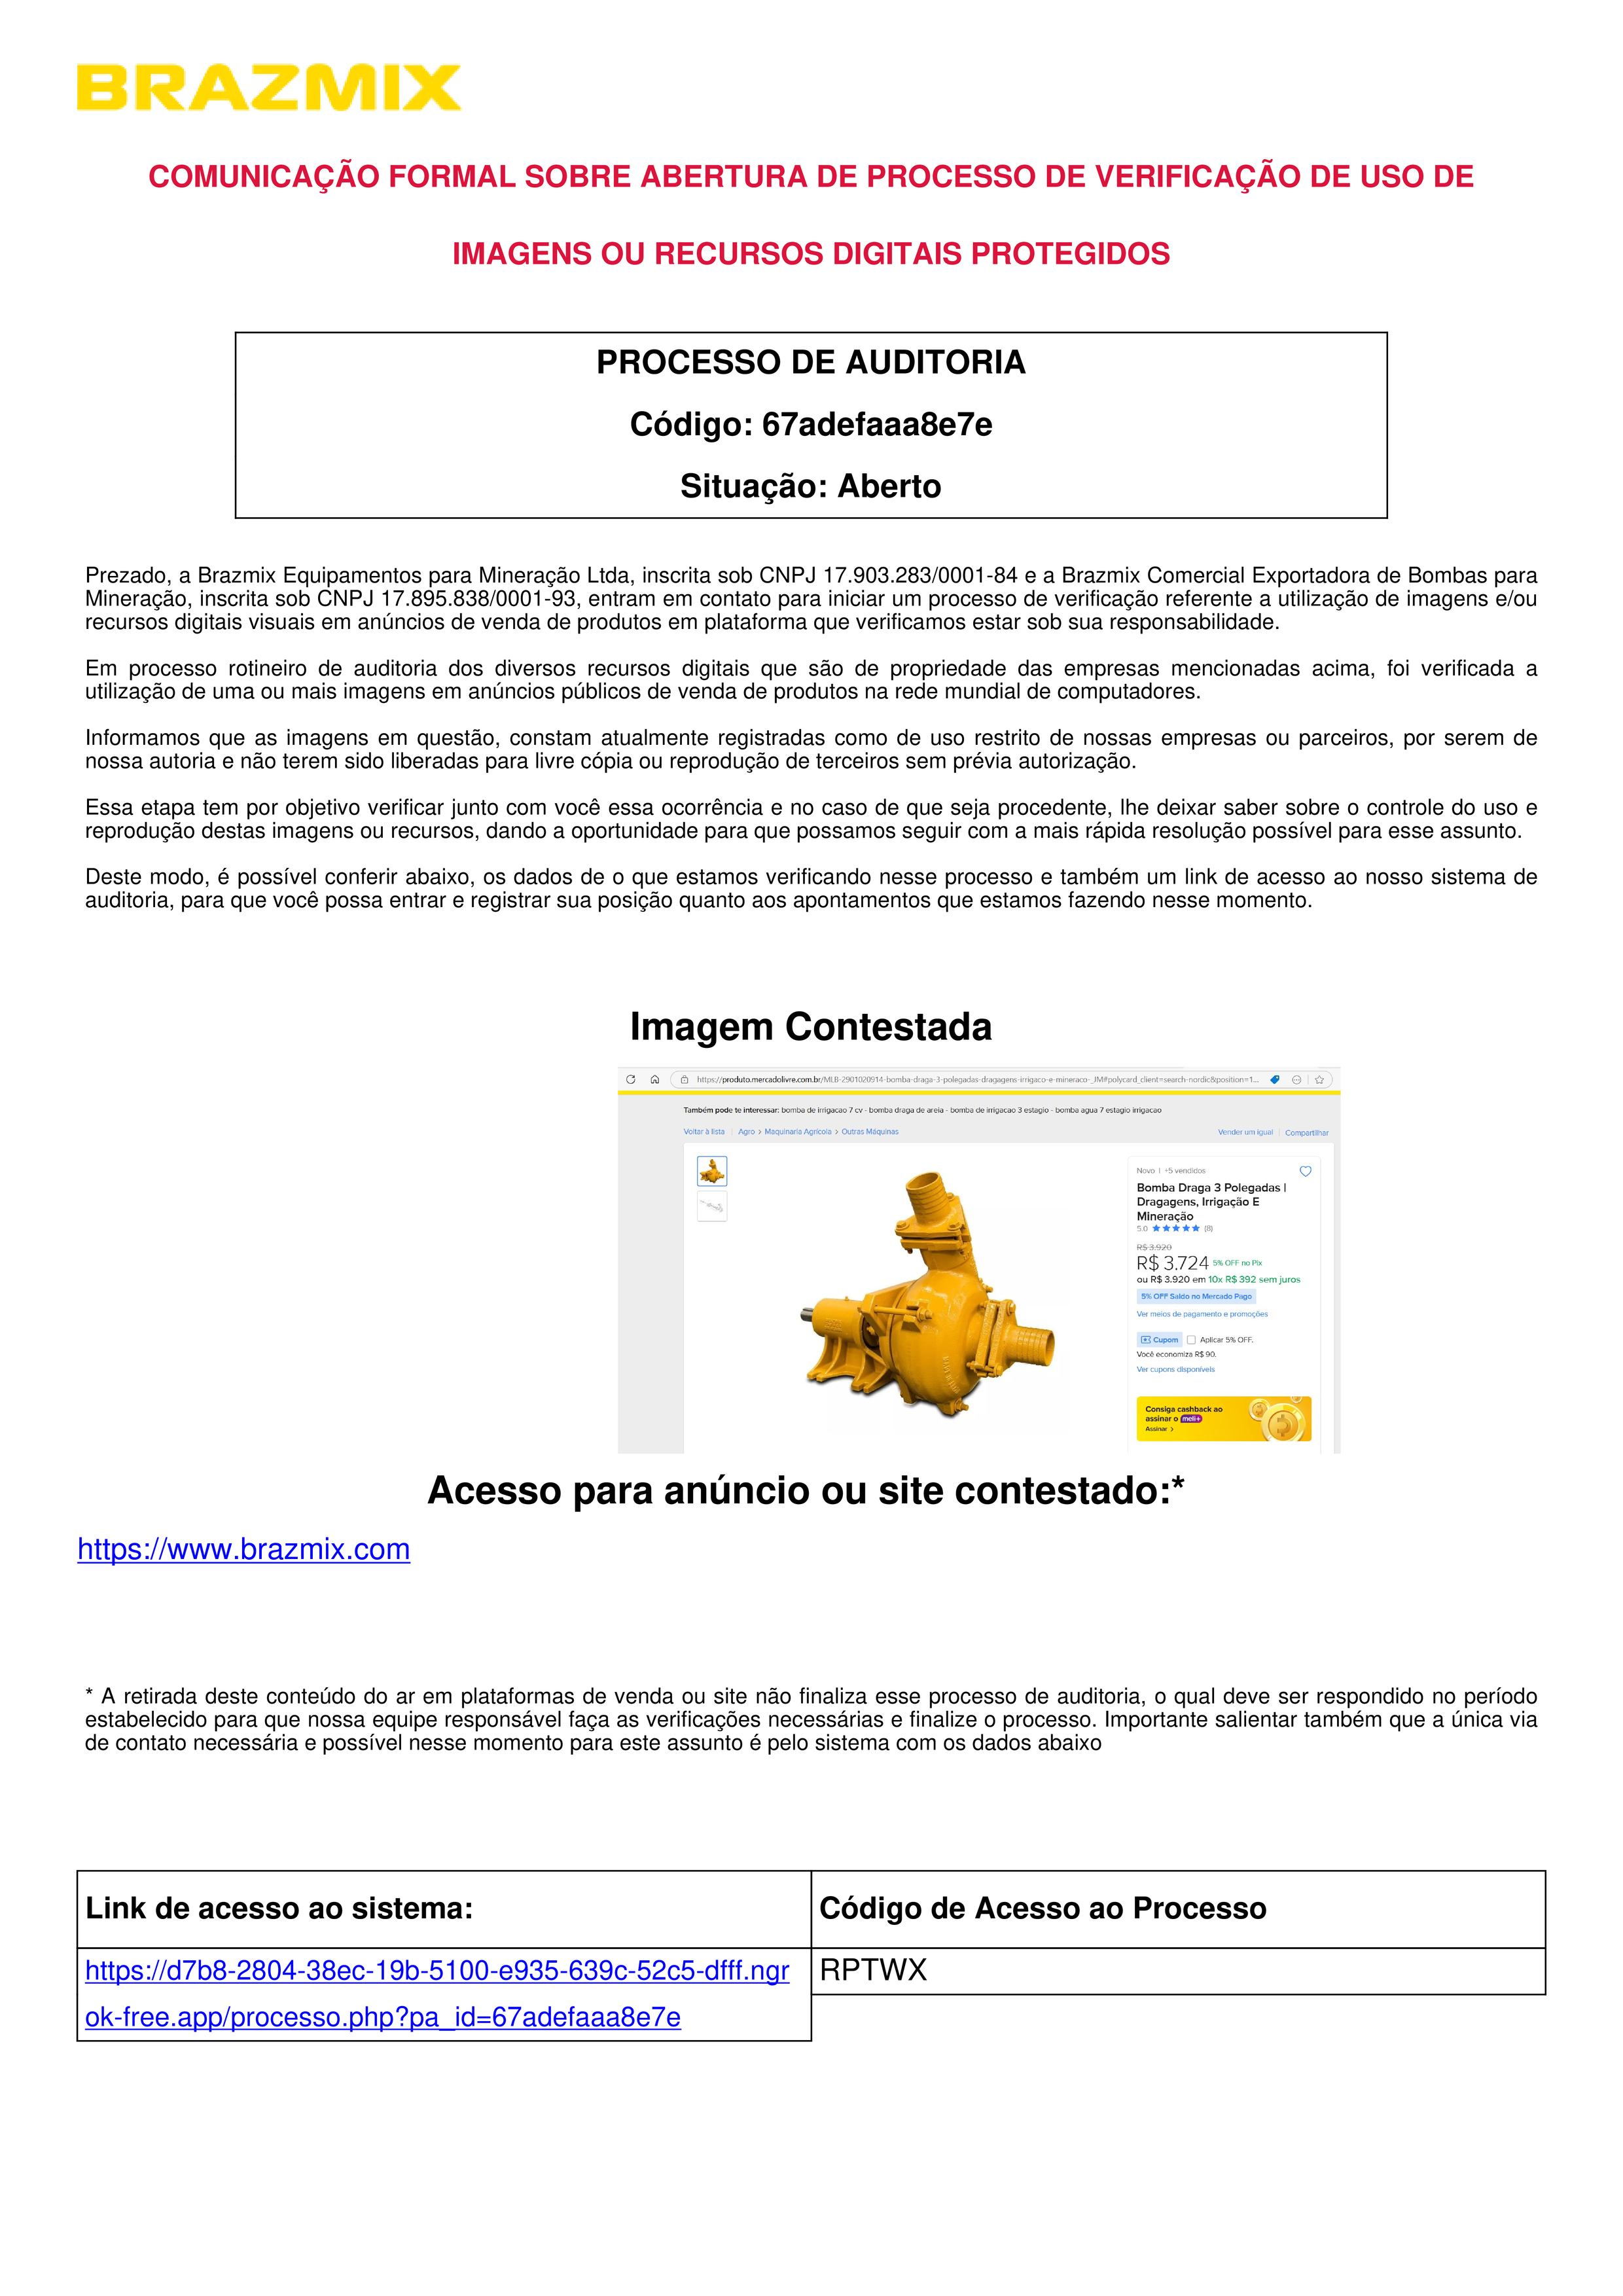 BRAZMIX
COMUNICAÇÃO FORMAL SOBRE ABERTURA DE PROCESSO DE VERIFICAÇÃO DE USO DE
IMAGENS OU RECURSOS DIGITAIS PROTEGIDOS
PROCESSO DE AUDITORIA
Código: 67adefaaa8e7e
Situação: Aberto
Prezado, a Brazmix Equipamentos para Mineração Ltda, inscrita sob CNPJ 17.903.283/0001-84 e a Brazmix Comercial Exportadora de Bombas para
Mineração, inscrita sob CNPJ 17.895.838/0001-93, entram em contato para iniciar um processo de verificação referente a utilização de imagens e/ou
recursos digitais visuais em anúncios de venda de produtos em plataforma que verificamos estar sob sua responsabilidade.
Em processo rotineiro de auditoria dos diversos recursos digitais que são de propriedade das empresas mencionadas acima, foi verificada a
utilização de uma ou mais imagens em anúncios públicos de venda de produtos na rede mundial de computadores.
Informamos que as imagens em questão, constam atualmente registradas como de uso restrito de nossas empresas ou parceiros, por serem de
nossa autoria e não terem sido liberadas para livre cópia ou reprodução de terceiros sem prévia autorização.
Essa etapa tem por objetivo verificar junto com você essa ocorrência e no caso de que seja procedente, lhe deixar saber sobre o controle do uso e
reprodução destas imagens ou recursos, dando a oportunidade para que possamos seguir com a mais rápida resolução possível para esse assunto.
Deste modo, é possível conferir abaixo, os dados de o que estamos verificando nesse processo e também um link de acesso ao nosso sistema de
auditoria, para que você possa entrar e registrar sua posição quanto aos apontamentos que estamos fazendo nesse momento.
Imagem Contestada
https://produto.mercadolivre.com.br/MLB-2901020914-bomba-draga-3-polegadas-dragagens-irrigaco-e-mineraco-_JM#polycard_client=search-nordic&position=1...
Também pode te interessar: bomba de irrigacao 7 cv - bomba draga de areia - bomba de irrigacao 3 estagio - bomba agua 7 estagio irrigacao
Voltar à lista | Agro > Maquinaria Agrícola > Outras Máquinas
Vender um igual | Compartilhar
Novo | +5 vendidos
Bomba Draga 3 Polegadas |
Dragagens, Irrigação E
Mineração
5.0 ★★★★★ (8)
R$ 3.920
R$ 3.724 5% OFF no Pix
ou R$ 3.920 em 10x R$ 392 sem juros
5% OFF Saldo no Mercado Pago
Ver meios de pagamento e promoções
Cupom Aplicar 5% OFF.
Você economiza R$ 90.
Ver cupons disponíveis
Consiga cashback ao
assinar o meli+
Assinar >
Acesso para anúncio ou site contestado:*
https://www.brazmix.com
* A retirada deste conteúdo do ar em plataformas de venda ou site não finaliza esse processo de auditoria, o qual deve ser respondido no período
estabelecido para que nossa equipe responsável faça as verificações necessárias e finalize o processo. Importante salientar também que a única via
de contato necessária e possível nesse momento para este assunto é pelo sistema com os dados abaixo
Link de acesso ao sistema:
Código de Acesso ao Processo
https://d7b8-2804-38ec-19b-5100-e935-639c-52c5-dfff.ngr
ok-free.app/processo.php?pa_id=67adefaaa8e7e
RPTWX